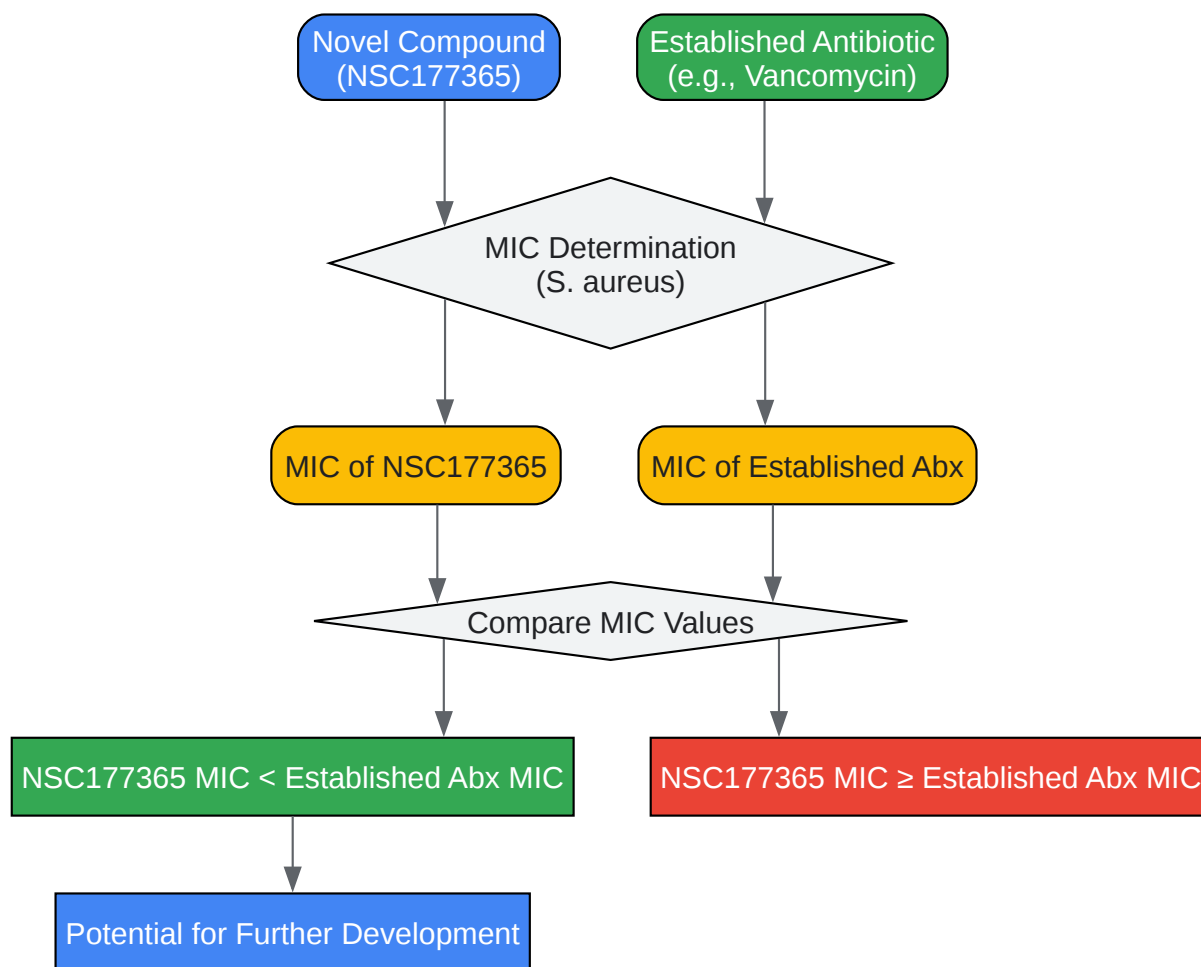 Novel Compound
(NSC177365)
Established Antibiotic
(e.g., Vancomycin)
MIC Determination
(S. aureus)
MIC of NSC177365
MIC of Established Abx
Compare MIC Values
NSC177365 MIC < Established Abx MIC
NSC177365 MIC ≥ Established Abx MIC
Potential for Further Development